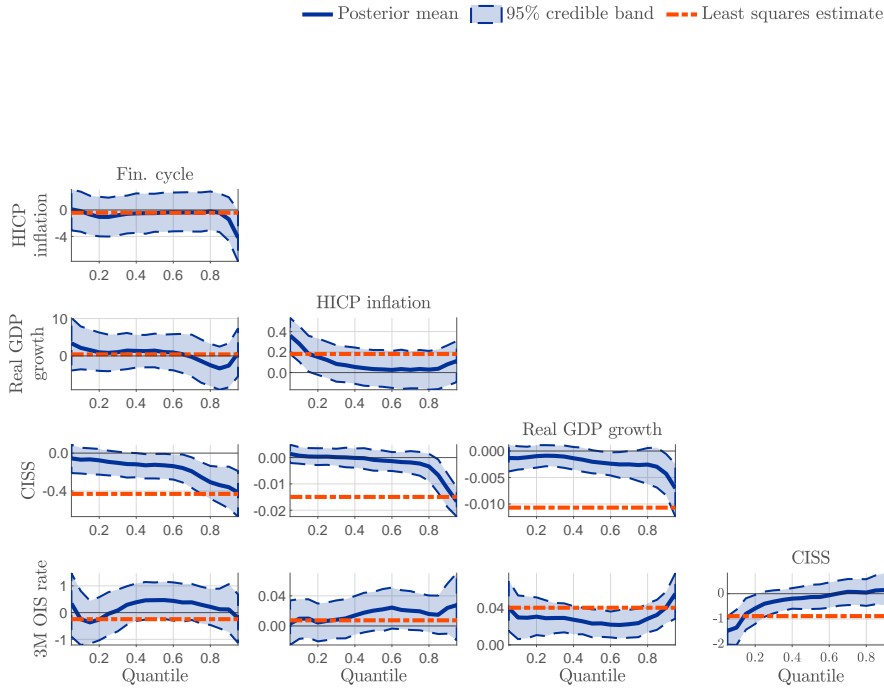 Posterior mean 95% credible band Least squares estimate
Fin. cycle
HICP inflation
0
-4
0.2 0.4 0.6 0.8
HICP inflation
Real GDP growth
10
0
0.2 0.4 0.6 0.8
0.4
0.2
0.0
0.2 0.4 0.6 0.8
Real GDP growth
CISS
0.0
-0.4
0.2 0.4 0.6 0.8
0.00
-0.01
-0.02
0.2 0.4 0.6 0.8
0.000
-0.005
-0.010
0.2 0.4 0.6 0.8
CISS
3M OIS rate
1
0
-1
0.2 0.4 0.6 0.8
Quantile
0.04
0.00
0.2 0.4 0.6 0.8
Quantile
0.04
0.00
0.2 0.4 0.6 0.8
Quantile
0
-1
-2
0.2 0.4 0.6 0.8
Quantile